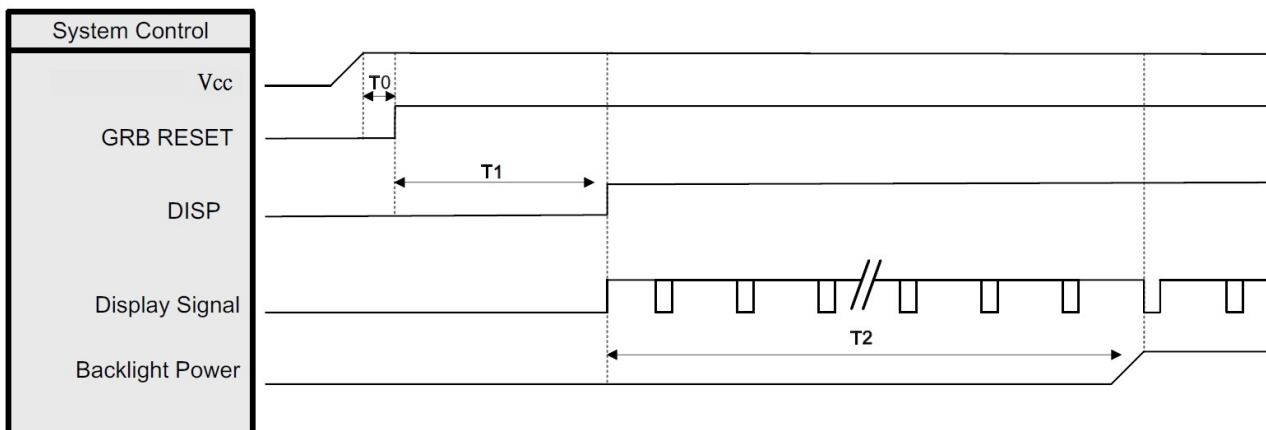 System Control
Vcc
T0
GRB RESET
T1
DISP
Display Signal
T2
Backlight Power